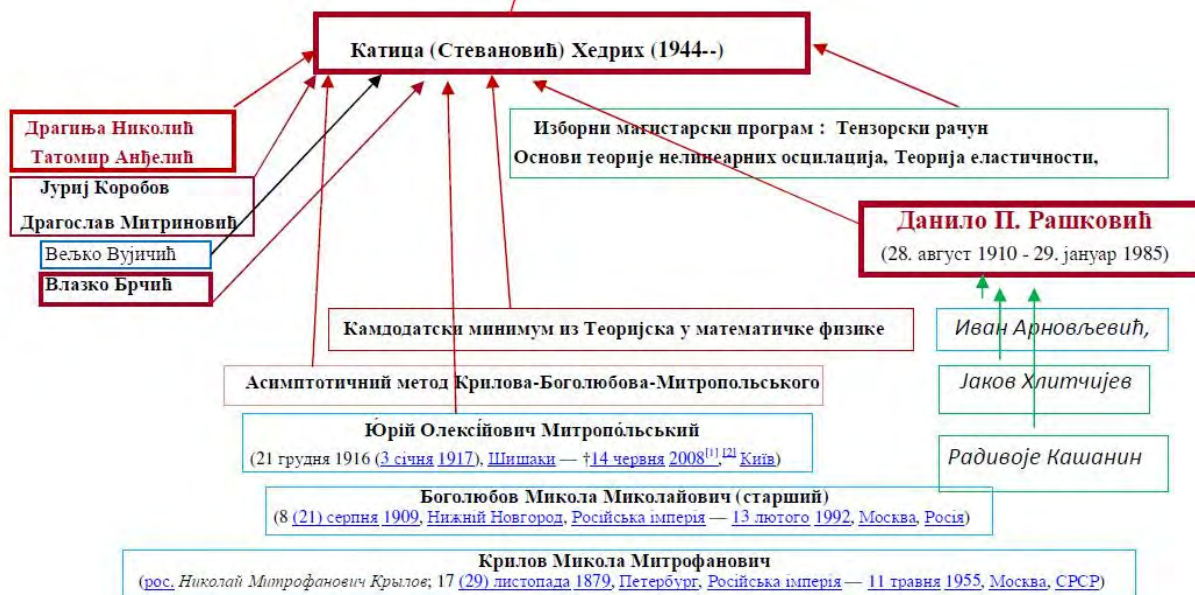 Катица (Стевановић) Хедрих (1944--)
Драгиња Николић
Татомир Анђелић
Јуриј Коробов
Драгослав Митриновић
Вељко Вујичић
Влазко Брчић
Изборни магистарски програм : Тензорски рачун
Основи теорије нелинеарних осцилација, Теорија еластичности,
Данило П. Рашковић
(28. август 1910 - 29. јануар 1985)
Камдодатски минимум из Теоријска у математичке физике
Иван Арновљевић,
Асимптотичний метод Крилова-Боголюбова-Митропольського
Јаков Хлитчијев
Ю́рій Олексі́йович Митропо́льський
(21 грудня 1916 (3 січня 1917), Шишаки — †14 червня 2008[1],[2] Київ)
Радивоје Кашанин
Боголюбов Микола Миколайович (старший)
(8 (21) серпня 1909, Нижній Новгород, Російська імперія — 13 лютого 1992, Москва, Росія)
Крилов Микола Митрофанович
(рос. Николай Митрофанович Крылов; 17 (29) листопада 1879, Петербург, Російська імперія — 11 травня 1955, Москва, СРСР)